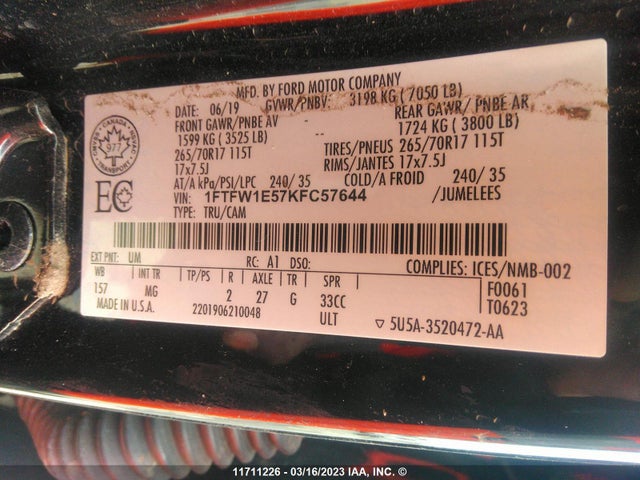 MFD. BY FORD MOTOR COMPANY
DATE: 06/19 GVWR/PNBV: 3198 KG (7050 LB)
FRONT GAWR/PNBE AV REAR GAWR/ PNBE AR
1599 KG (3525 LB) 1724 KG (3800 LB)
265/70R17 115T TIRES/PNEUS 265/70R17 115T
17x7.5J RIMS/JANTES 17x7.5J
AT/A kPa/PSI/LPC 240/ 35 COLD/A FROID 240/ 35
VIN: 1FTFW1E57KFC57644 /JUMELEES
TYPE: TRU/CAM
CANADA
977
TRANSPORT
EC
EXT PNT: UM RC: A1 DSO: COMPLIES: ICES/NMB-002
WB INT TR TP/PS R AXLE TR SPR F0061
157 MG 2 27 G 33CC T0623
MADE IN U.S.A. 2201906210048 ULT ▽ 5U5A-3520472-AA
11711226 - 03/16/2023 IAA, INC. ©